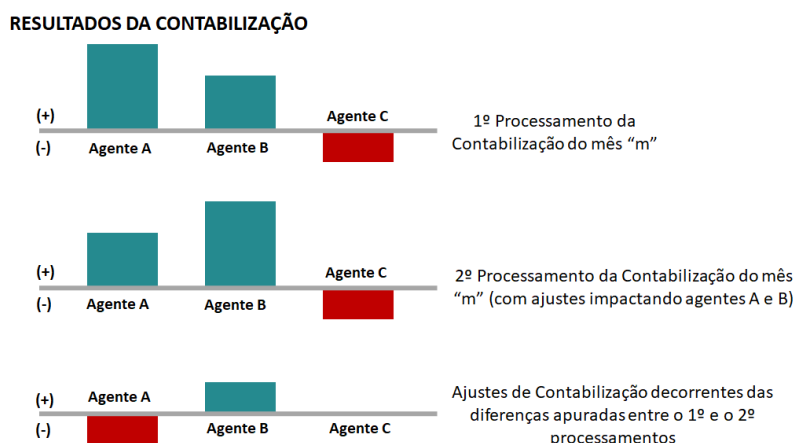 RESULTADOS DA CONTABILIZAÇÃO
(+)
Agente C
(-)
Agente A
Agente B
1º Processamento da
Contabilização do mês “m”
(+)
Agente C
(-)
Agente A
Agente B
2º Processamento da Contabilização do mês
“m” (com ajustes impactando agentes A e B)
(+)
Agente A
(-)
Agente B
Agente C
Ajustes de Contabilização decorrentes das
diferenças apuradas entre o 1º e o 2º
processamentos